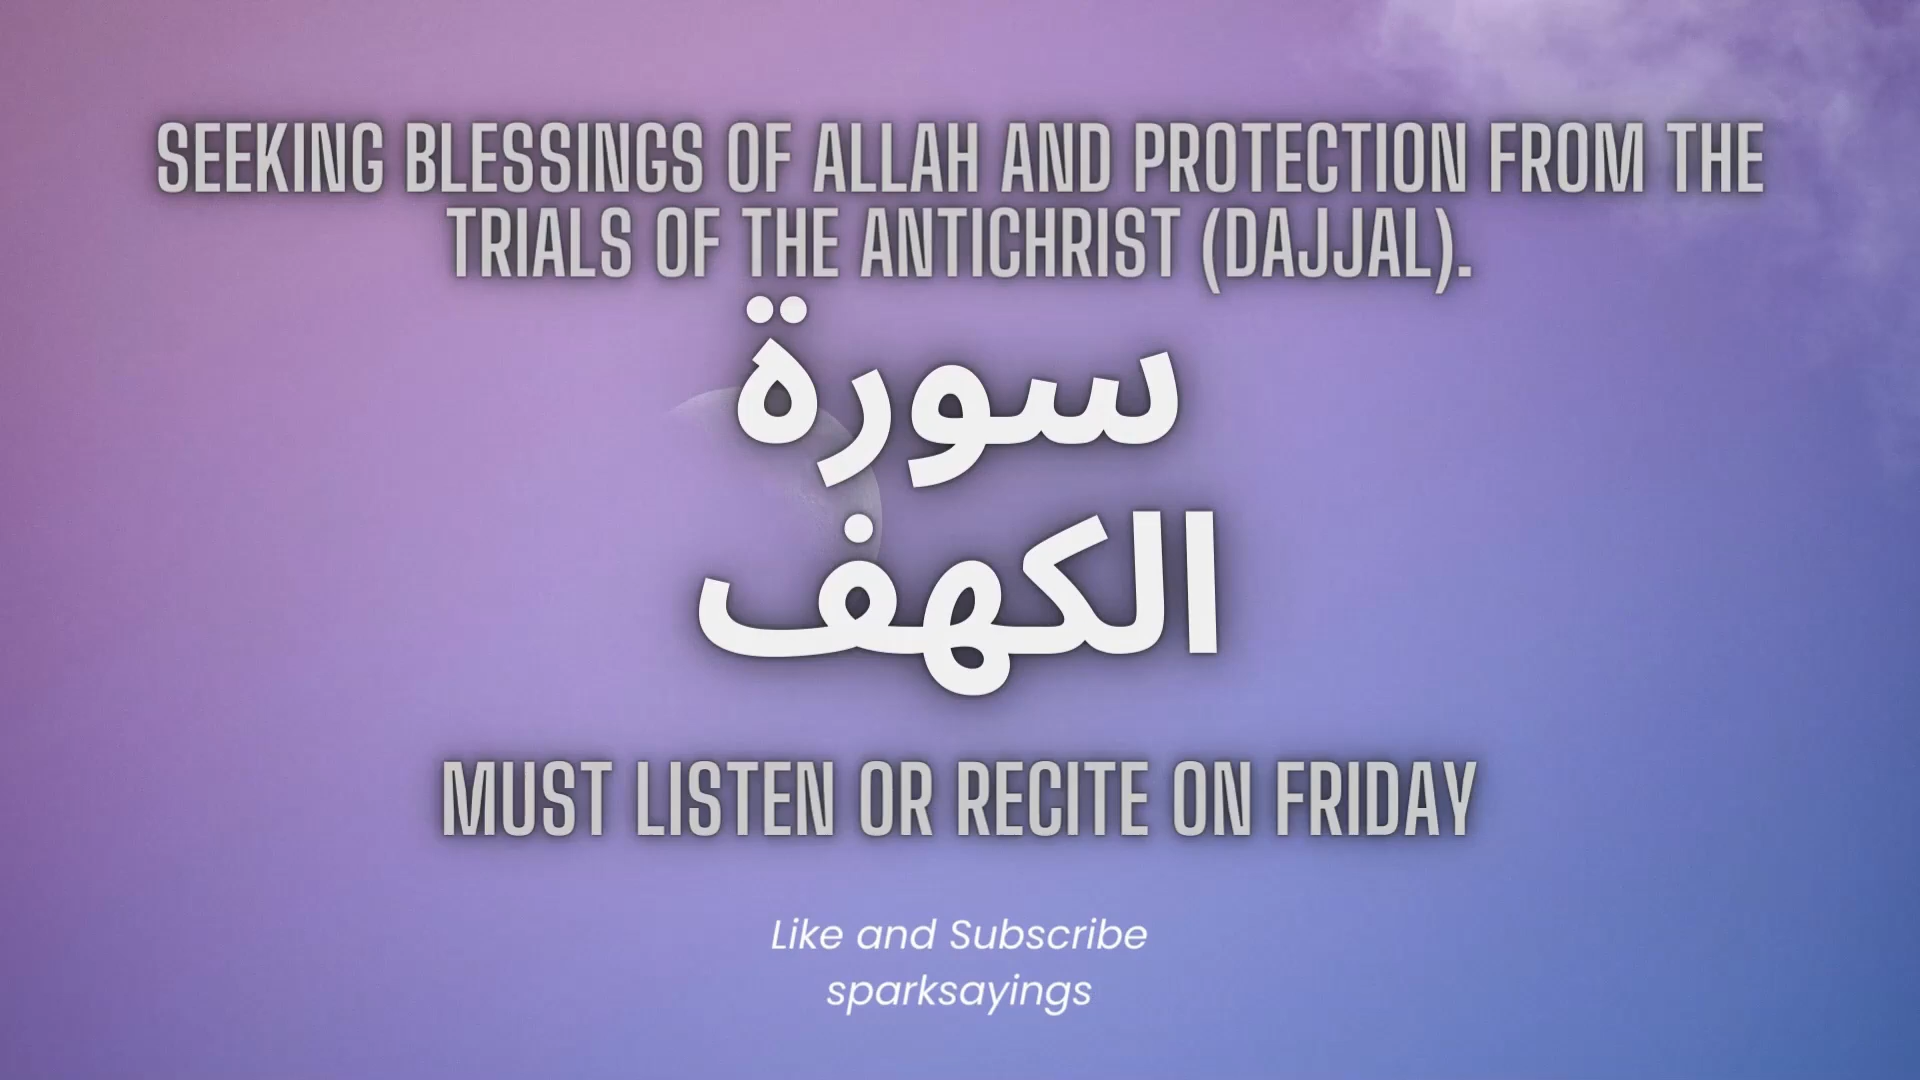 SEEKING BLESSINGS OF ALLAH AND PROTECTION FROM THE
TRIALS OF THE ANTICHRIST (DAJJAL).
سورة
الكهف
MUST LISTEN OR RECITE ON FRIDAY
Like and Subscribe
sparksayings